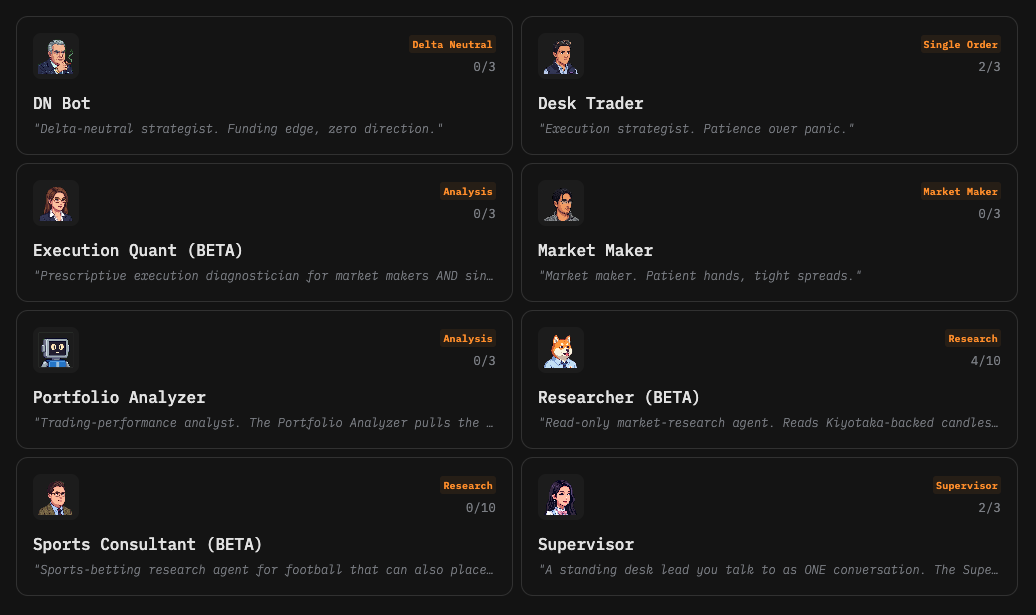 Delta Neutral
0/3
DN Bot
"Delta-neutral strategist. Funding edge, zero direction."
Single Order
2/3
Desk Trader
"Execution strategist. Patience over panic."
Analysis
0/3
Execution Quant (BETA)
"Prescriptive execution diagnostician for market makers AND sin…
Market Maker
0/3
Market Maker
"Market maker. Patient hands, tight spreads."
Analysis
0/3
Portfolio Analyzer
"Trading-performance analyst. The Portfolio Analyzer pulls the …
Research
4/10
Researcher (BETA)
"Read-only market-research agent. Reads Kiyotaka-backed candles…
Research
0/10
Sports Consultant (BETA)
"Sports-betting research agent for football that can also place…
Supervisor
2/3
Supervisor
"A standing desk lead you talk to as ONE conversation. The Supe…